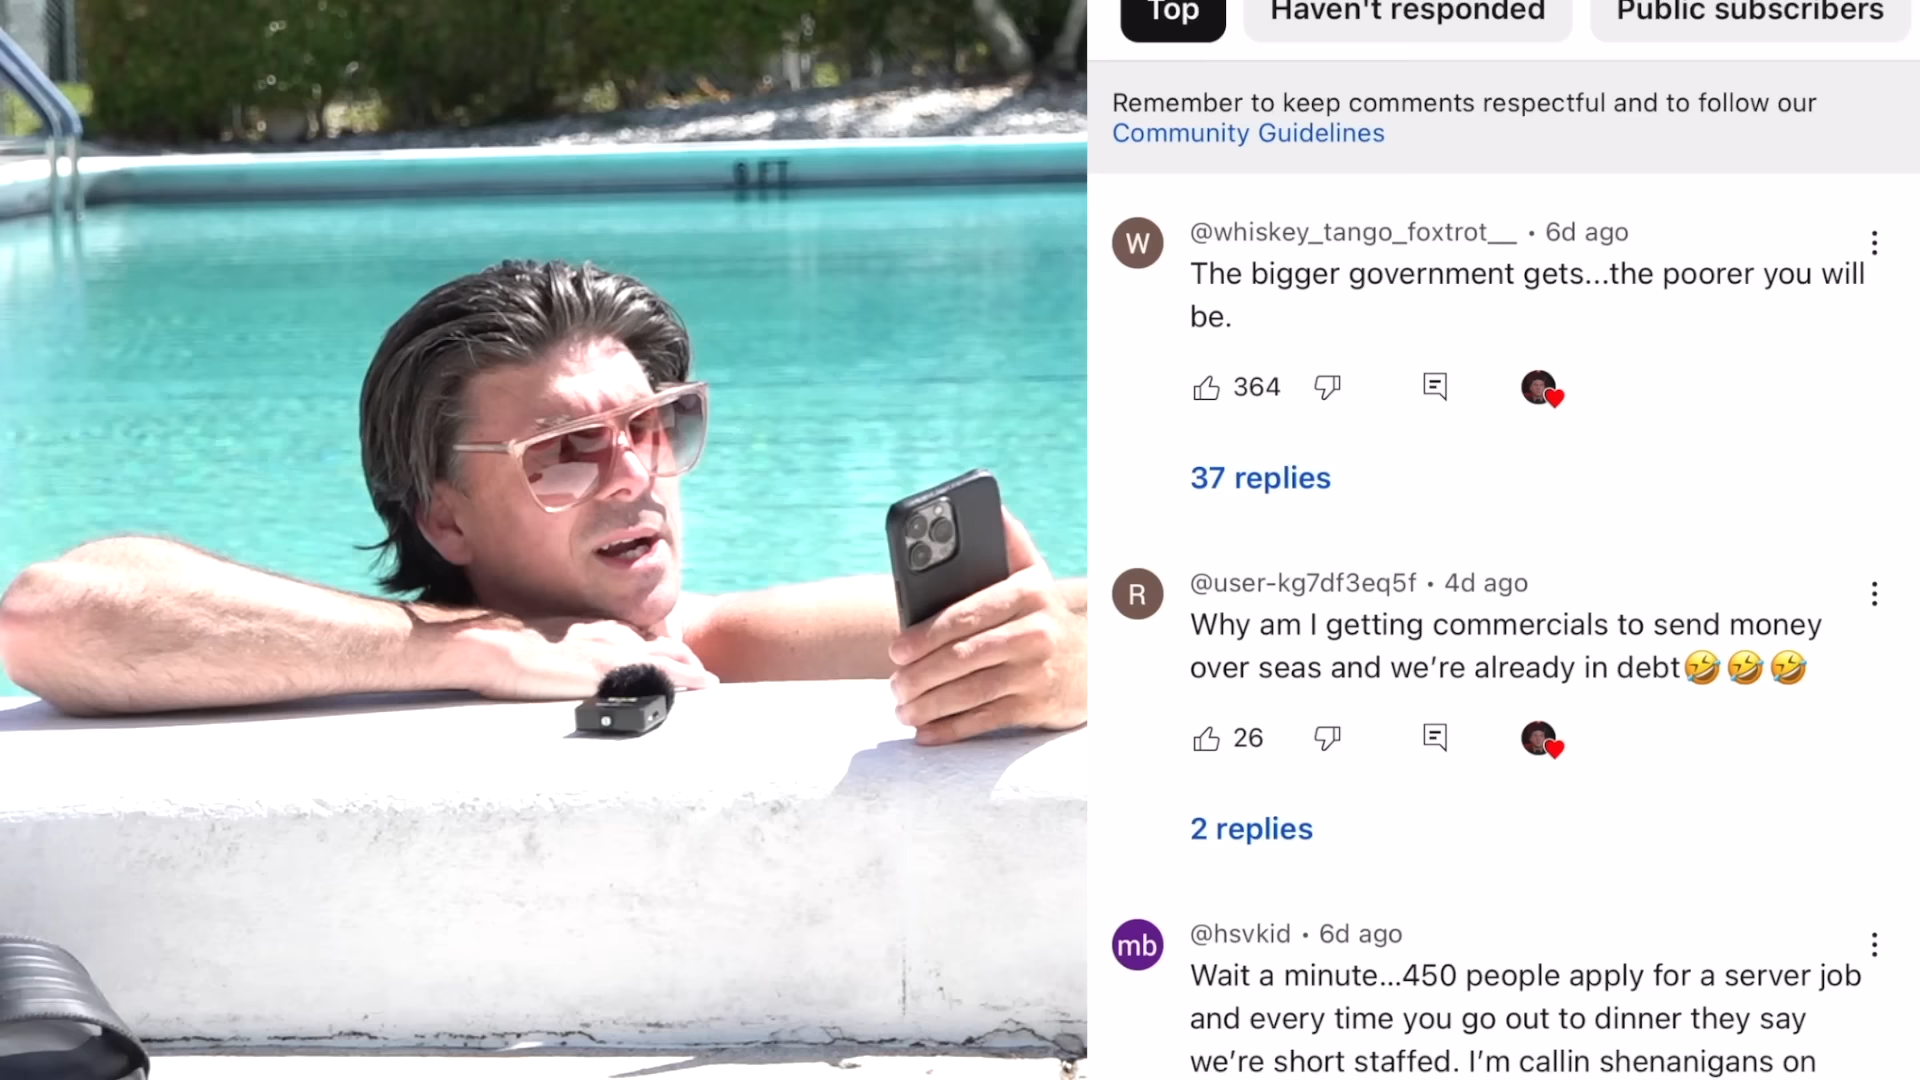 Top
Haven't responded
Public subscribers
Remember to keep comments respectful and to follow our
Community Guidelines
W
@whiskey_tango_foxtrot__ • 6d ago
The bigger government gets...the poorer you will
be.
364
37 replies
R
@user-kg7df3eq5f • 4d ago
Why am I getting commercials to send money
over seas and we’re already in debt🤣🤣🤣
26
2 replies
mb
@hsvkid • 6d ago
Wait a minute...450 people apply for a server job
and every time you go out to dinner they say
we’re short staffed. I’m callin shenanigans on
9 FT